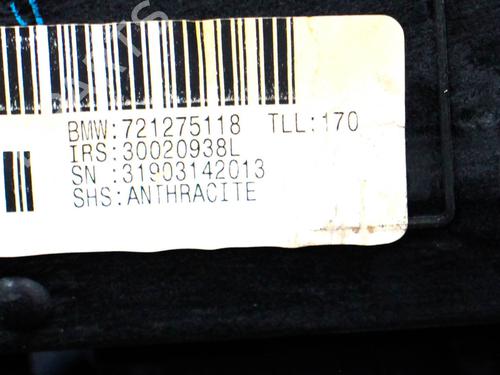 BMW:721275118 TLL:170
IRS:30020938L
SN :31903142013
SHS:ANTHRACITE